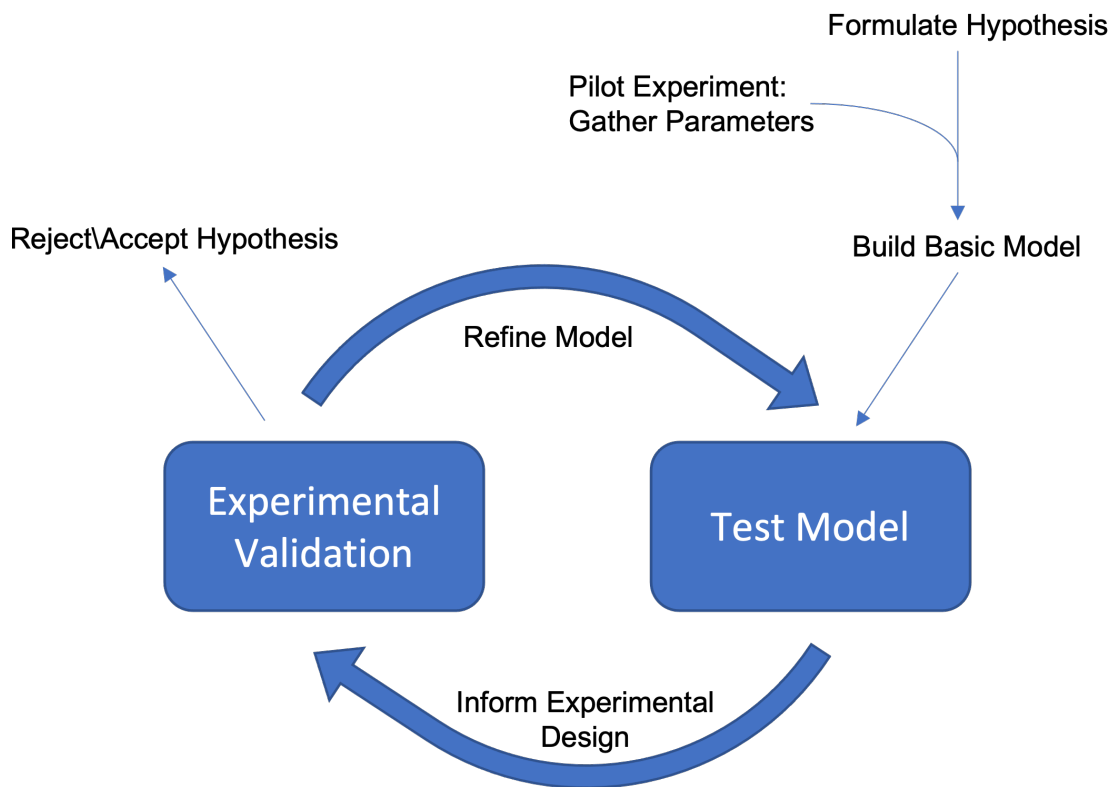 Formulate Hypothesis
Pilot Experiment:
Gather Parameters
Reject\Accept Hypothesis
Build Basic Model
Refine Model
Experimental
Validation
Test Model
Inform Experimental
Design